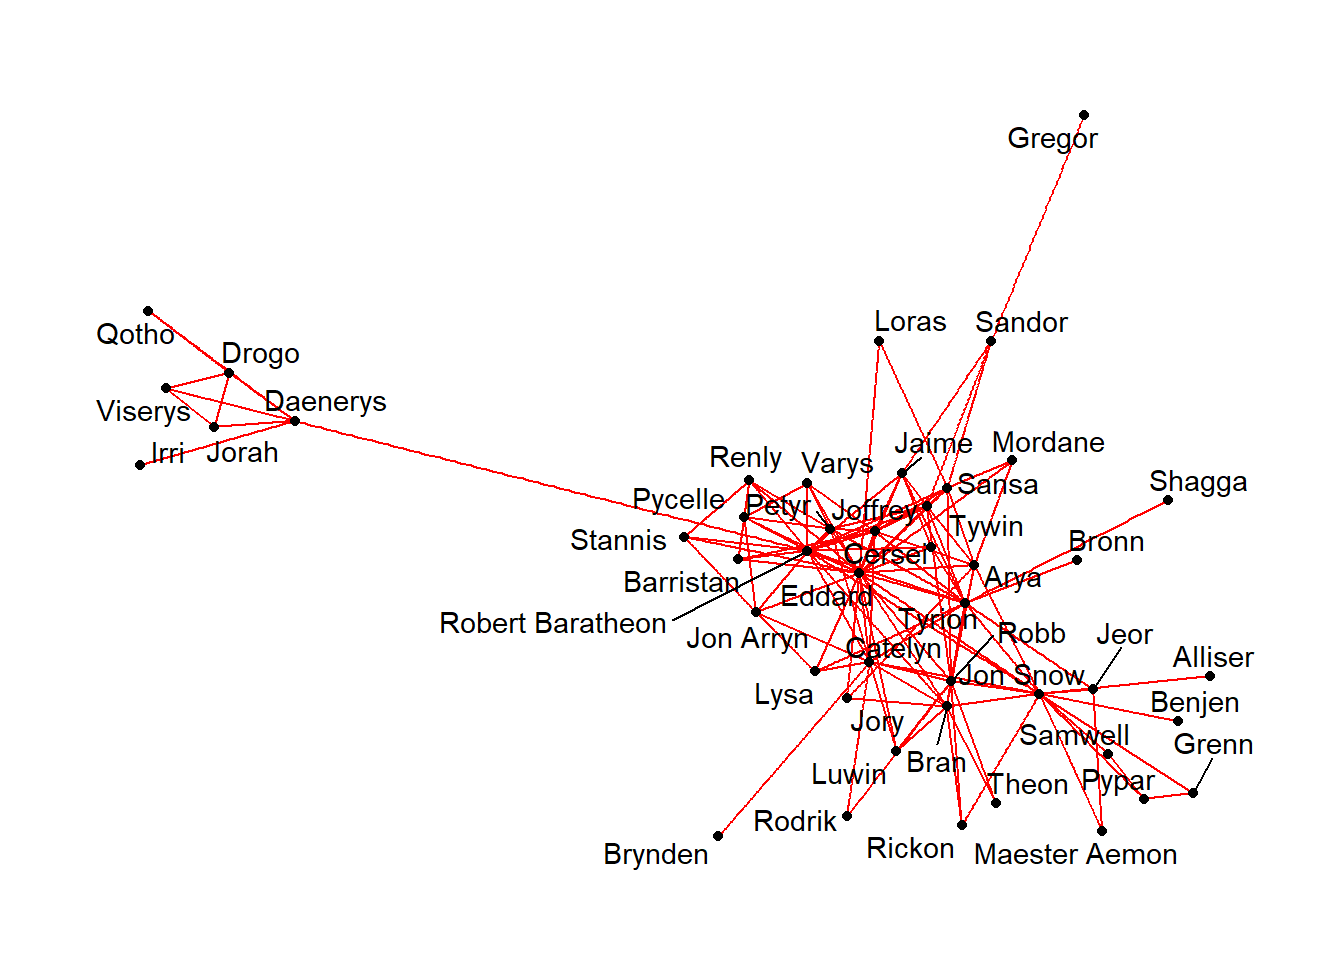 Gregor
Loras
Sandor
Qotho
Drogo
Daenerys
Viserys
Irri
Jorah
Renly
Varys
Jaime
Mordane
Sansa
Shagga
Pycelle
Petyr
Joffrey
Tywin
Stannis
Bronn
Cersei
Barristan
Arya
Eddard
Robert Baratheon
Tyrion
Jon Arryn
Robb
Jeor
Catelyn
Alliser
Jon Snow
Lysa
Benjen
Jory
Samwell
Grenn
Bran
Luwin
Theon
Pypar
Rodrik
Rickon
Brynden
Maester Aemon